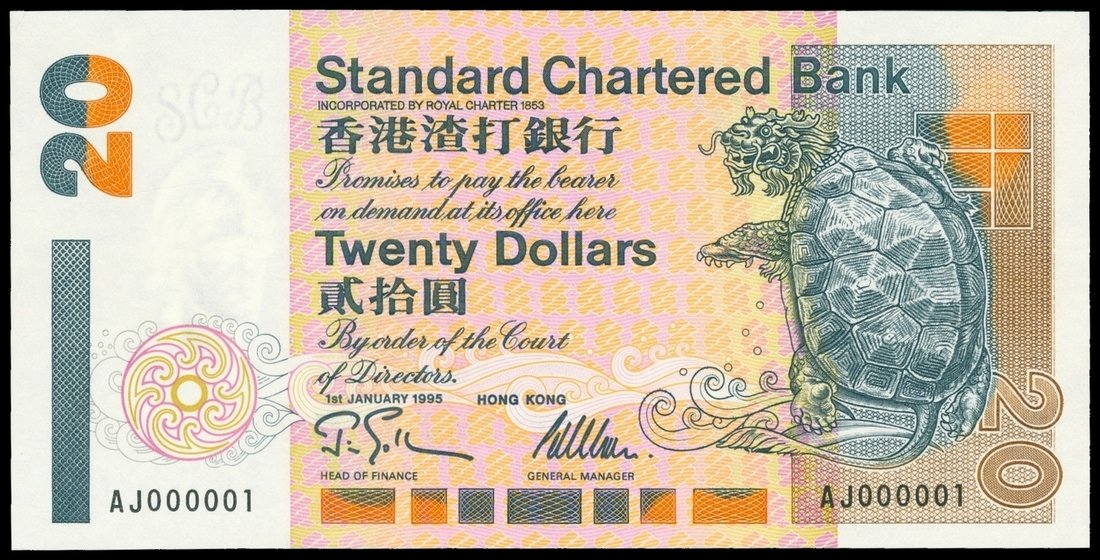 20
SCB
Standard Chartered Bank
INCORPORATED BY ROYAL CHARTER 1853
香港渣打銀行
Promises to pay the bearer
on demand at its office here
Twenty Dollars
貳拾圓
By order of the Court
of Directors.
1st JANUARY 1995 HONG KONG
HEAD OF FINANCE GENERAL MANAGER
AJ000001 AJ000001
20